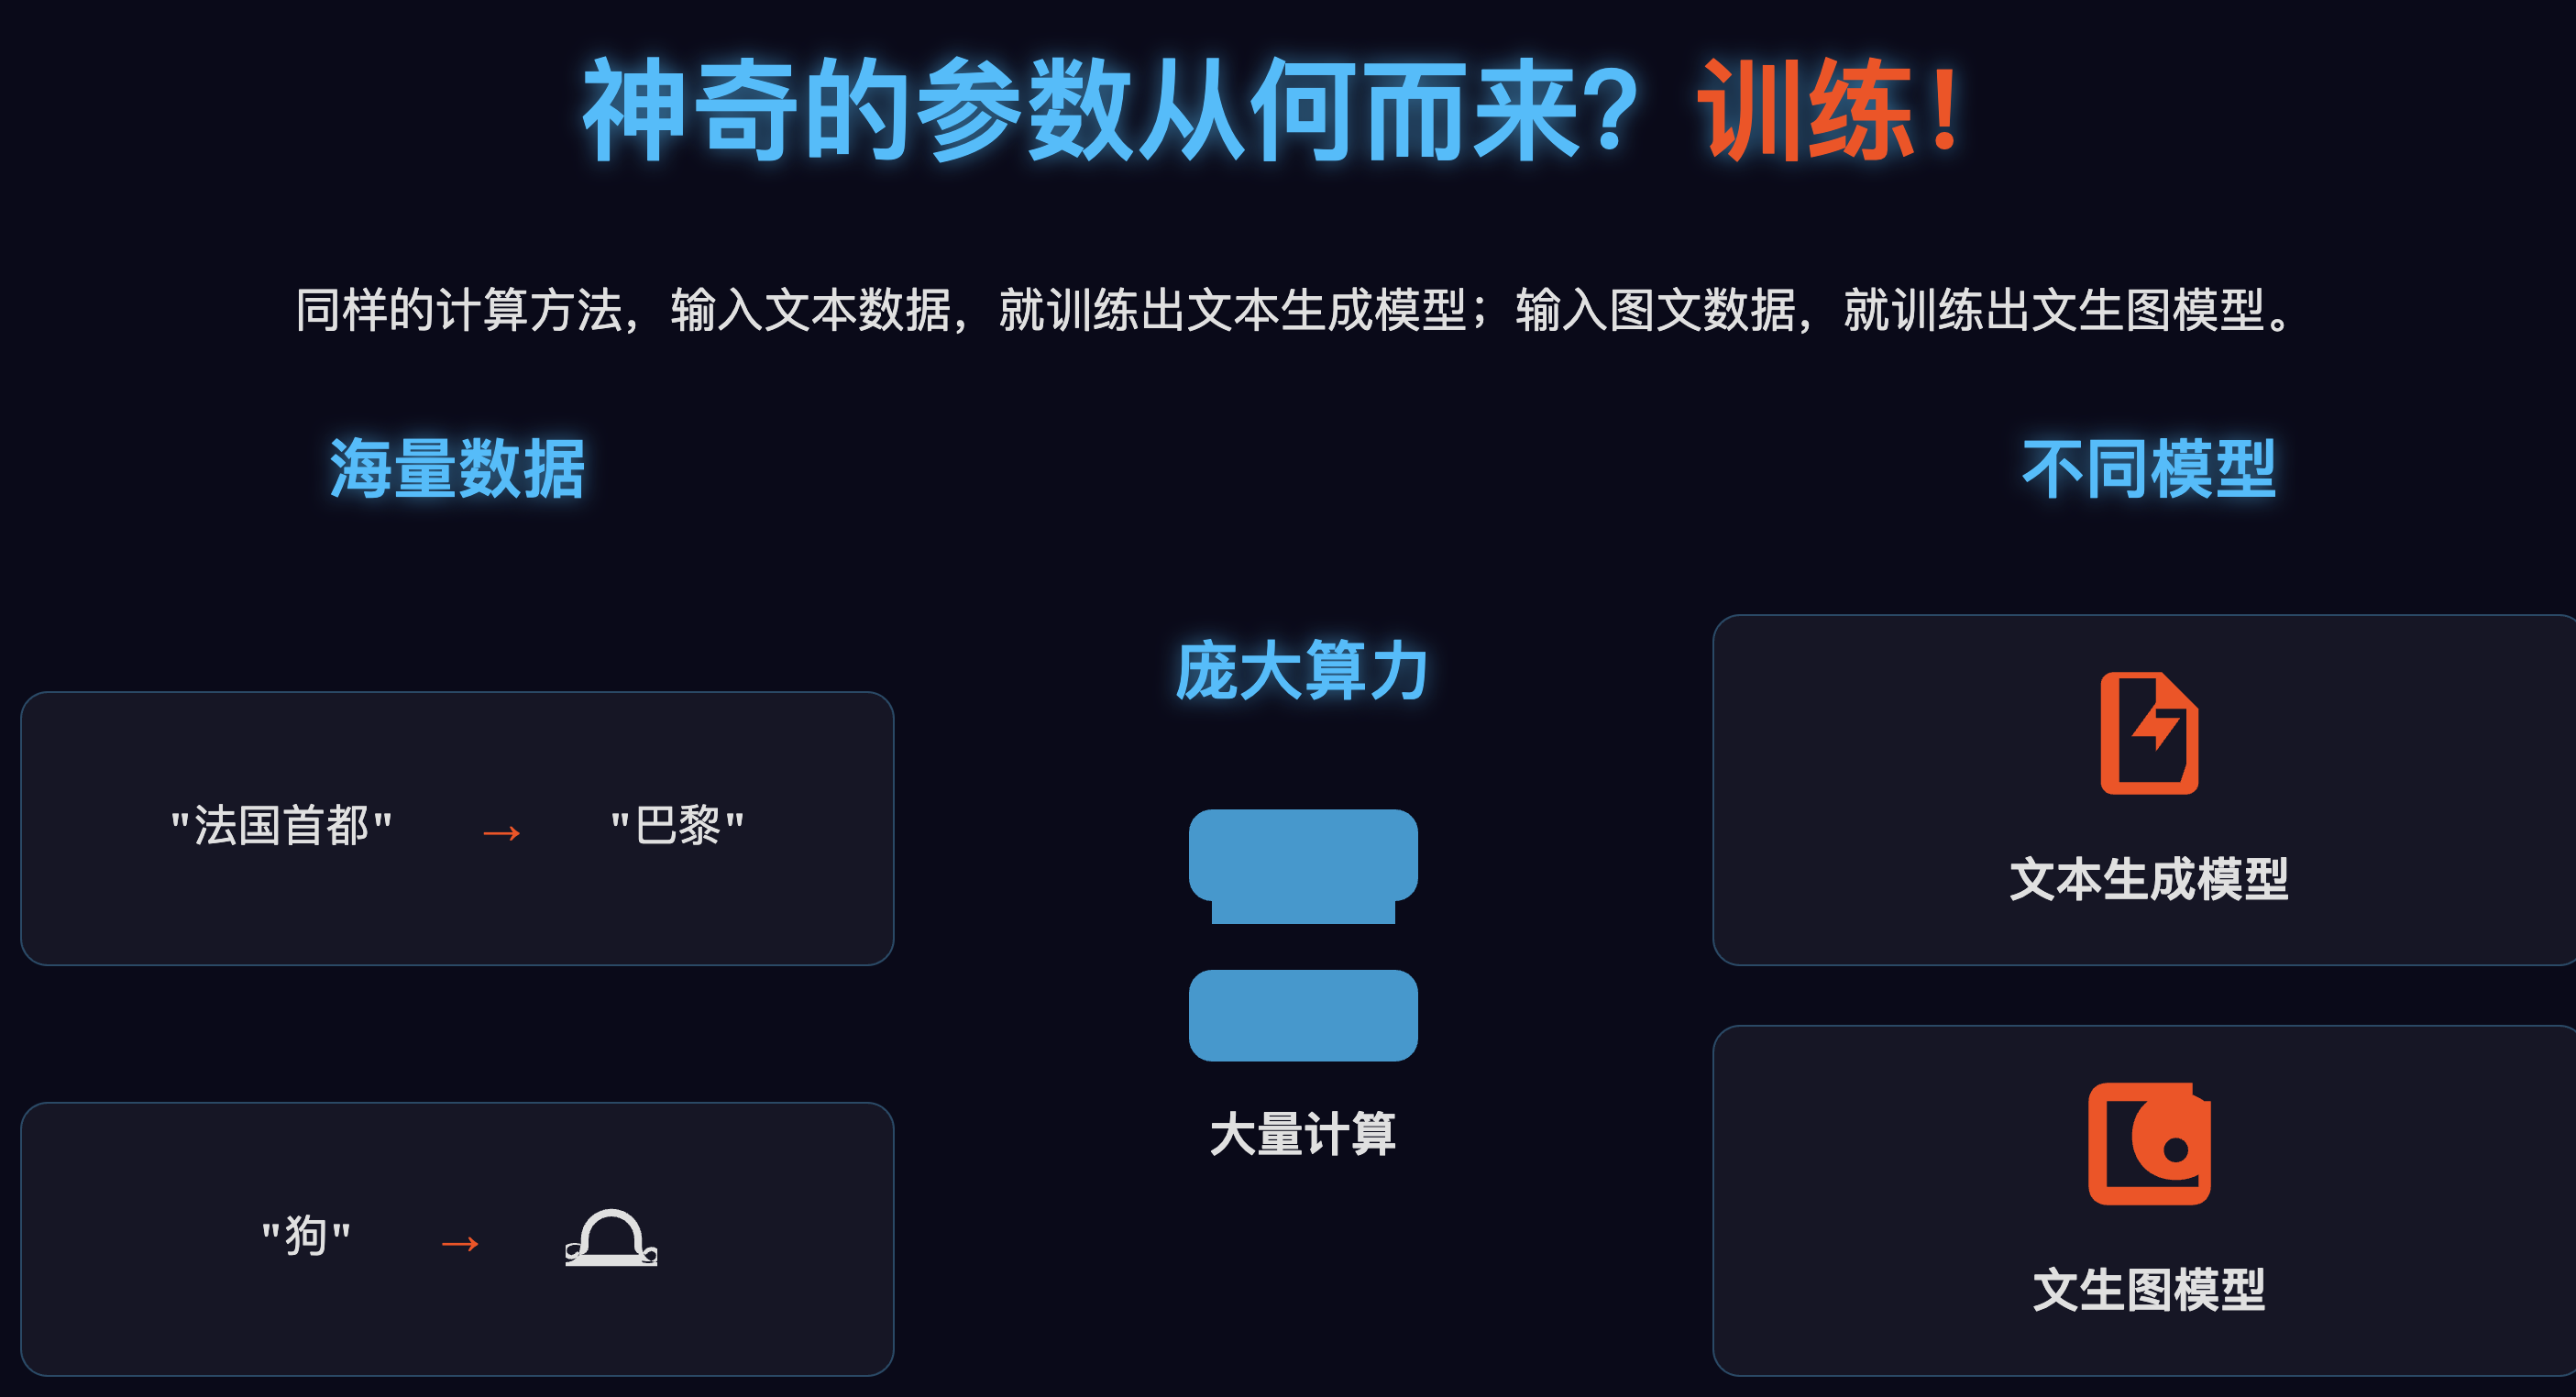 神奇的参数从何而来？训练！
同样的计算方法，输入文本数据，就训练出文本生成模型；输入图文数据，就训练出文生图模型。
海量数据
"法国首都" → "巴黎"
"狗" →
庞大算力
大量计算
不同模型
文本生成模型
文生图模型